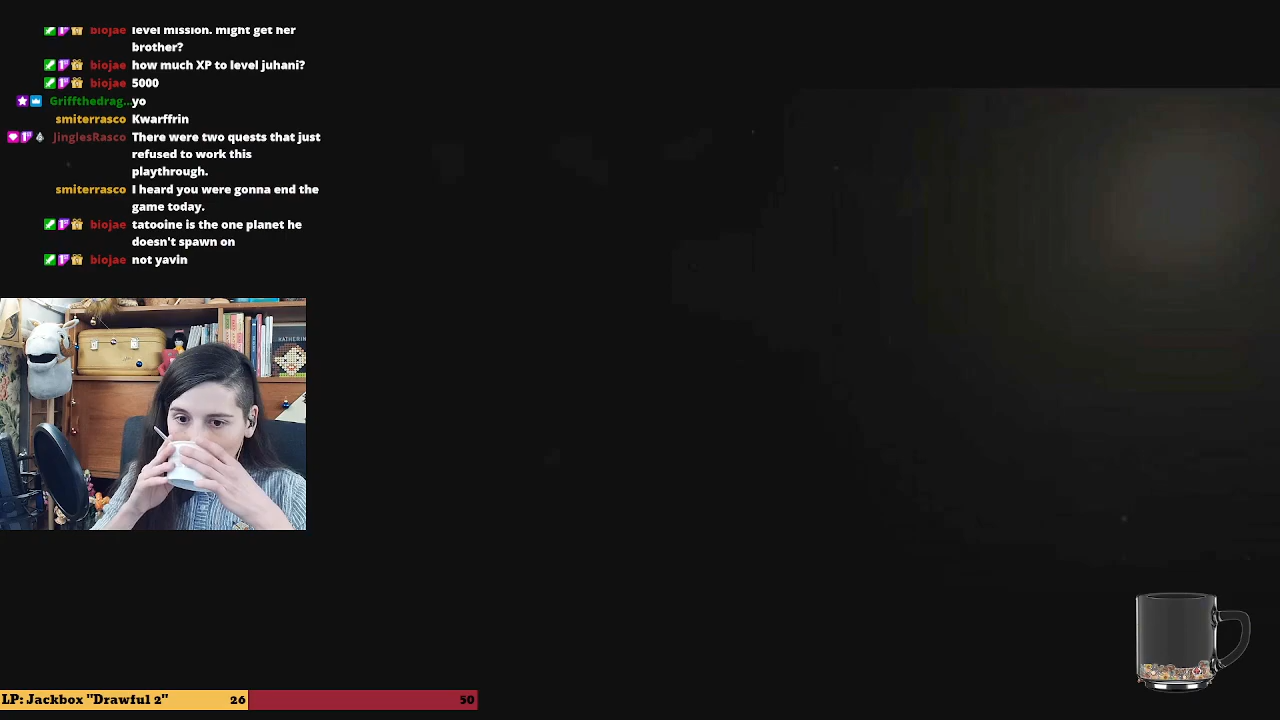 biojae level mission. might get her
brother?
biojae how much XP to level juhani?
biojae 5000
Griffthedrag... yo
smiterrasco Kwarffrin
JinglesRasco There were two quests that just
refused to work this
playthrough.
smiterrasco I heard you were gonna end the
game today.
biojae tatooine is the one planet he
doesn't spawn on
biojae not yavin
KATHERINE
LP: Jackbox "Drawful 2" 26 50